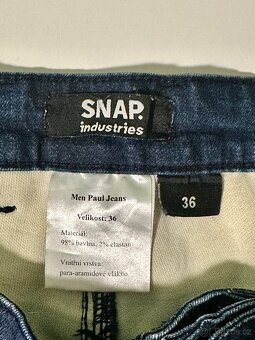 SNAP.
industries
Men Paul Jeans
Velikost: 36
Materiál:
98% bavlna, 2% elastan
Vnitřní vrstva:
para-aramidové vlákno
36